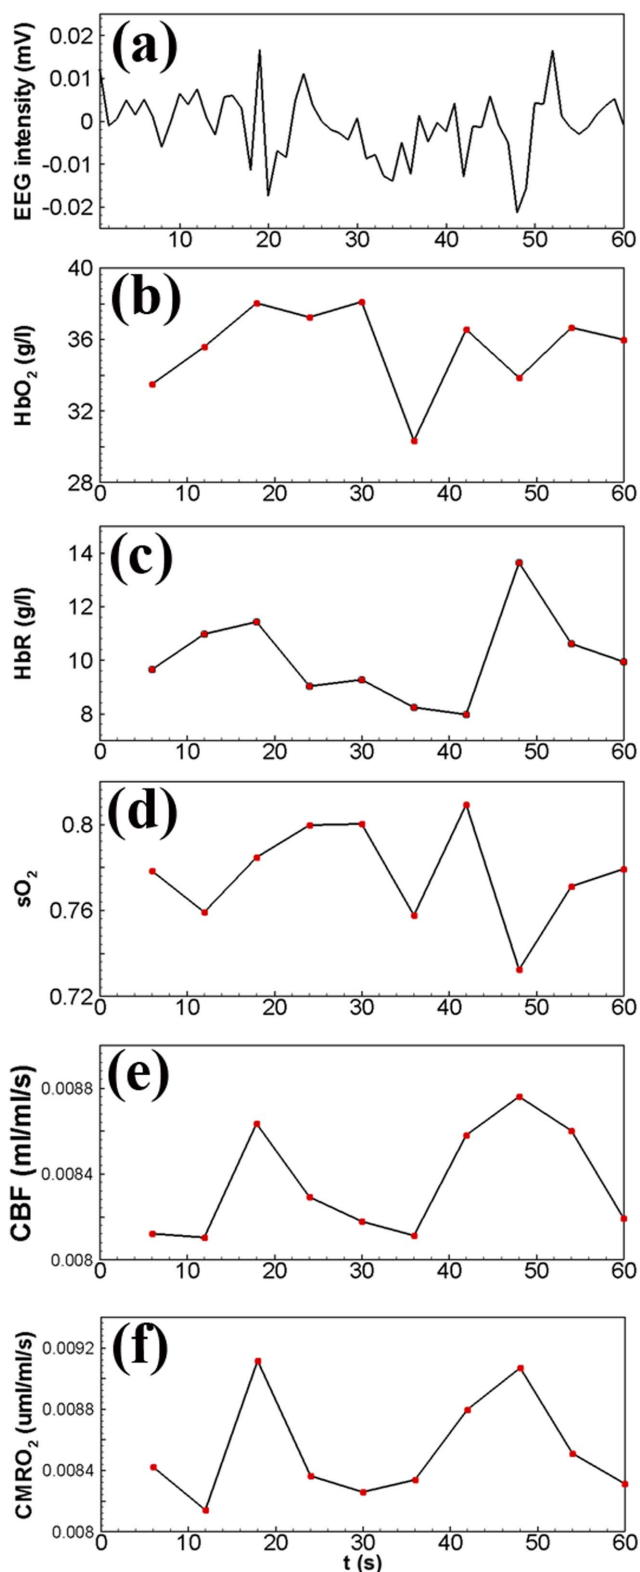 (a)
EEG intensity (mV)
0.02
0.01
0
-0.01
-0.02
10 20 30 40 50 60
(b)
HbO2 (g/l)
40
36
32
28
0 10 20 30 40 50 60
(c)
HbR (g/l)
14
12
10
8
0 10 20 30 40 50 60
(d)
sO2
0.8
0.76
0.72
0 10 20 30 40 50 60
(e)
CBF (ml/ml/s)
0.0088
0.0084
0.008
0 10 20 30 40 50 60
(f)
CMRO2 (uml/ml/s)
0.0092
0.0088
0.0084
0.008
0 10 20 30 40 50 60
t (s)